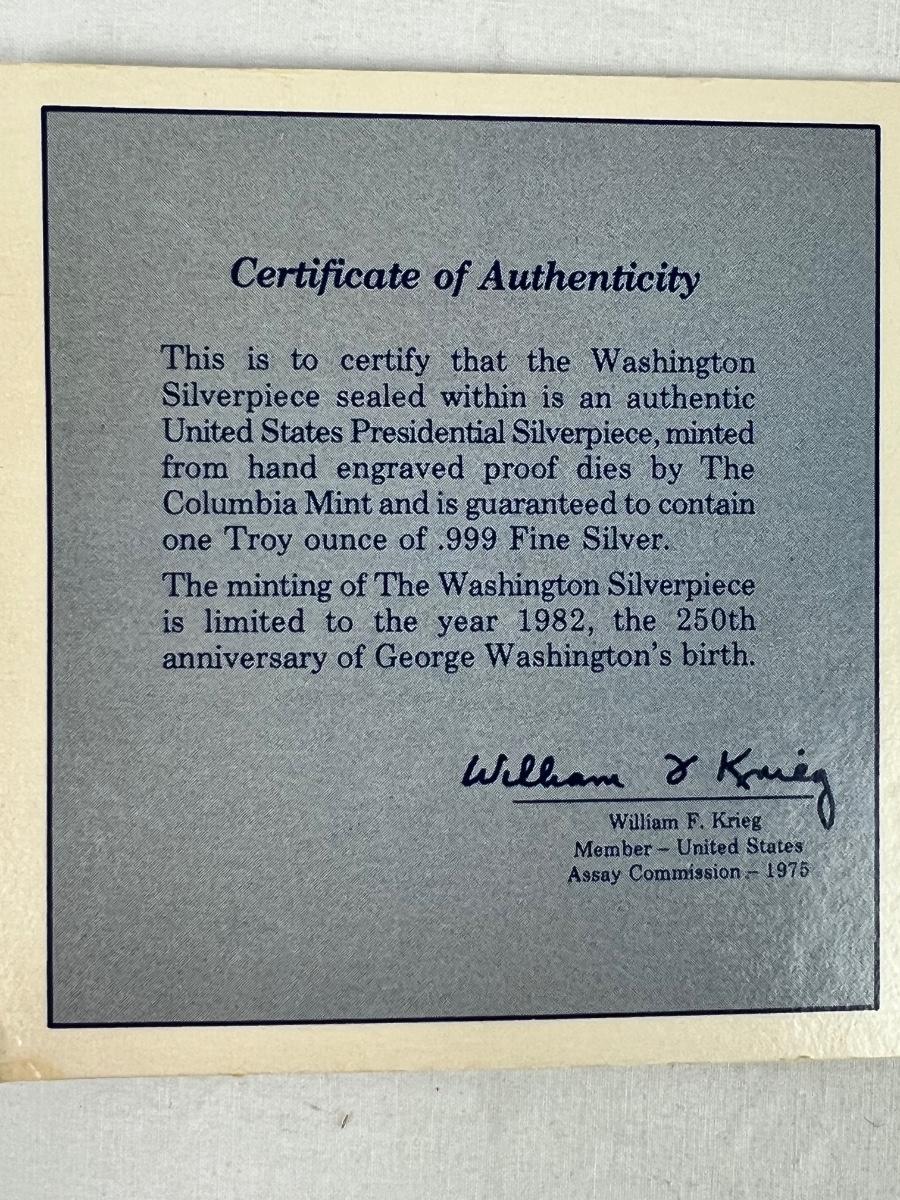 Certificate of Authenticity
This is to certify that the Washington
Silverpiece sealed within is an authentic
United States Presidential Silverpiece, minted
from hand engraved proof dies by The
Columbia Mint and is guaranteed to contain
one Troy ounce of .999 Fine Silver.
The minting of The Washington Silverpiece
is limited to the year 1982, the 250th
anniversary of George Washington's birth.
William F Krieg
William F. Krieg
Member – United States
Assay Commission – 1975